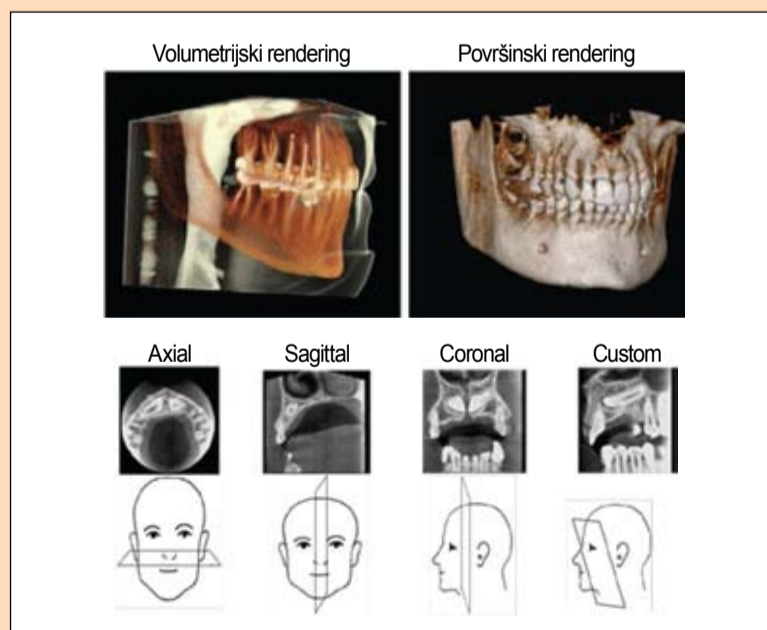 Volumetrijski rendering
Površinski rendering
Axial
Sagittal
Coronal
Custom